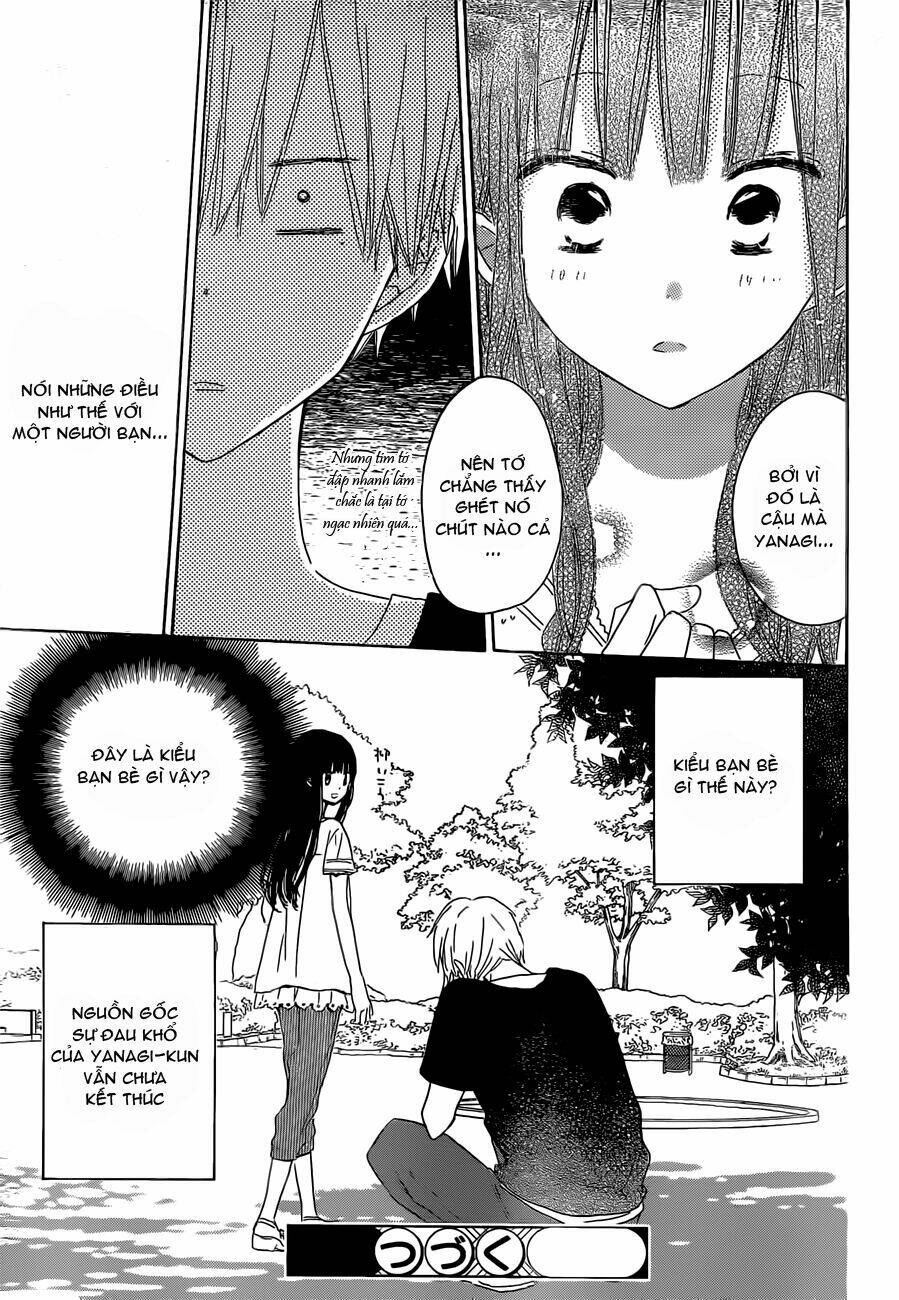 BỞI VÌ
ĐÓ LÀ
CẬU MÀ
YANAGI...
NÊN TỚ
CHẲNG THẤY
GHÉT NÓ
CHÚT NÀO CẢ
...
Nhưng tim tớ
đập nhanh lắm
chắc là tại tớ
ngạc nhiên quá...
NÓI NHỮNG ĐIỀU
NHƯ THẾ VỚI
MỘT NGƯỜI BẠN...
KIỂU BẠN BÈ
GÌ THẾ NÀY?
ĐÂY LÀ KIỂU
BẠN BÈ GÌ VẬY?
NGUỒN GỐC
SỰ ĐAU KHỔ
CỦA YANAGI-KUN
VẪN CHƯA
KẾT THÚC
つづく